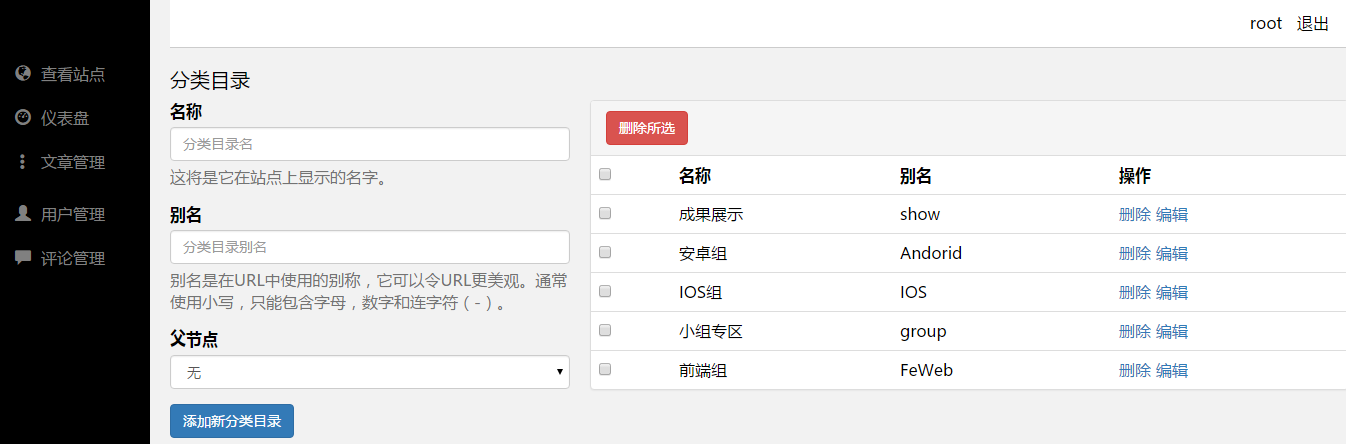 root 退出
查看站点
仪表盘
文章管理
用户管理
评论管理
分类目录
名称
分类目录名
这将是它在站点上显示的名字。
别名
分类目录别名
别名是在URL中使用的别称，它可以令URL更美观。通常
使用小写，只能包含字母，数字和连字符（-）。
父节点
无
添加新分类目录
删除所选
名称 别名 操作
成果展示 show 删除 编辑
安卓组 Andorid 删除 编辑
IOS组 IOS 删除 编辑
小组专区 group 删除 编辑
前端组 FeWeb 删除 编辑